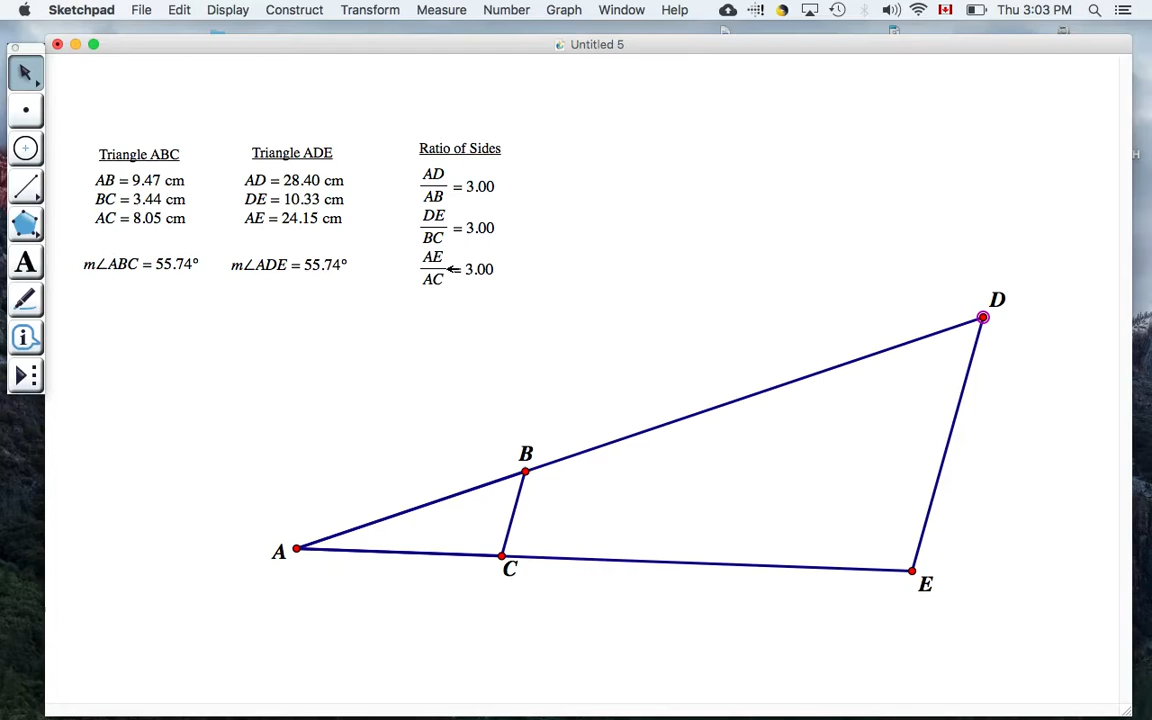 Sketchpad File Edit Display Construct Transform Measure Number Graph Window Help Thu 3:03 PM
Untitled 5
Triangle ABC
AB = 9.47 cm
BC = 3.44 cm
AC = 8.05 cm
m∠ABC = 55.74°
Triangle ADE
AD = 28.40 cm
DE = 10.33 cm
AE = 24.15 cm
m∠ADE = 55.74°
Ratio of Sides
AD/AB = 3.00
DE/BC = 3.00
AE/AC = 3.00
A
D
B
A
C
E
H